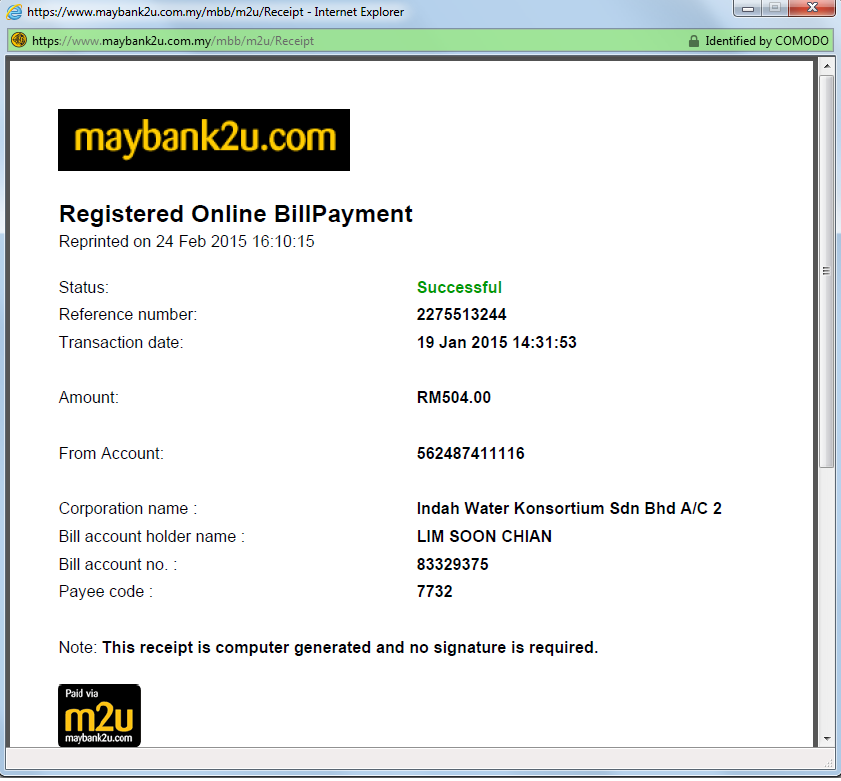 https://www.maybank2u.com.my/mbb/m2u/Receipt - Internet Explorer
https://www.maybank2u.com.my/mbb/m2u/Receipt Identified by COMODO
maybank2u.com
Registered Online BillPayment
Reprinted on 24 Feb 2015 16:10:15
Status: Successful
Reference number: 2275513244
Transaction date: 19 Jan 2015 14:31:53
Amount: RM504.00
From Account: 562487411116
Corporation name : Indah Water Konsortium Sdn Bhd A/C 2
Bill account holder name : LIM SOON CHIAN
Bill account no. : 83329375
Payee code : 7732
Note: This receipt is computer generated and no signature is required.
Paid via
m2u
maybank2u.com